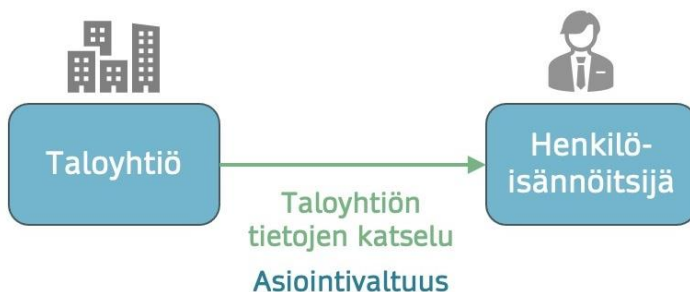 Taloyhtiö
Henkilö-
isännöitsijä
Taloyhtiön
tietojen katselu
Asiointivaltuus